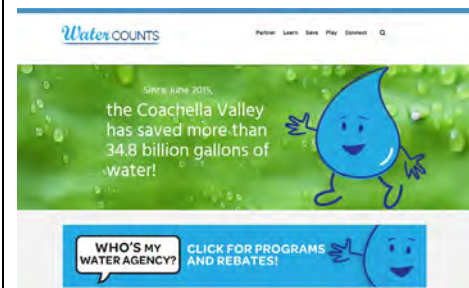 Water COUNTS
Partner Learn Save Play Connect
Since June 2015,
the Coachella Valley
has saved more than
34.8 billion gallons of
water!
WHO'S MY
WATER AGENCY?
CLICK FOR PROGRAMS
AND REBATES!